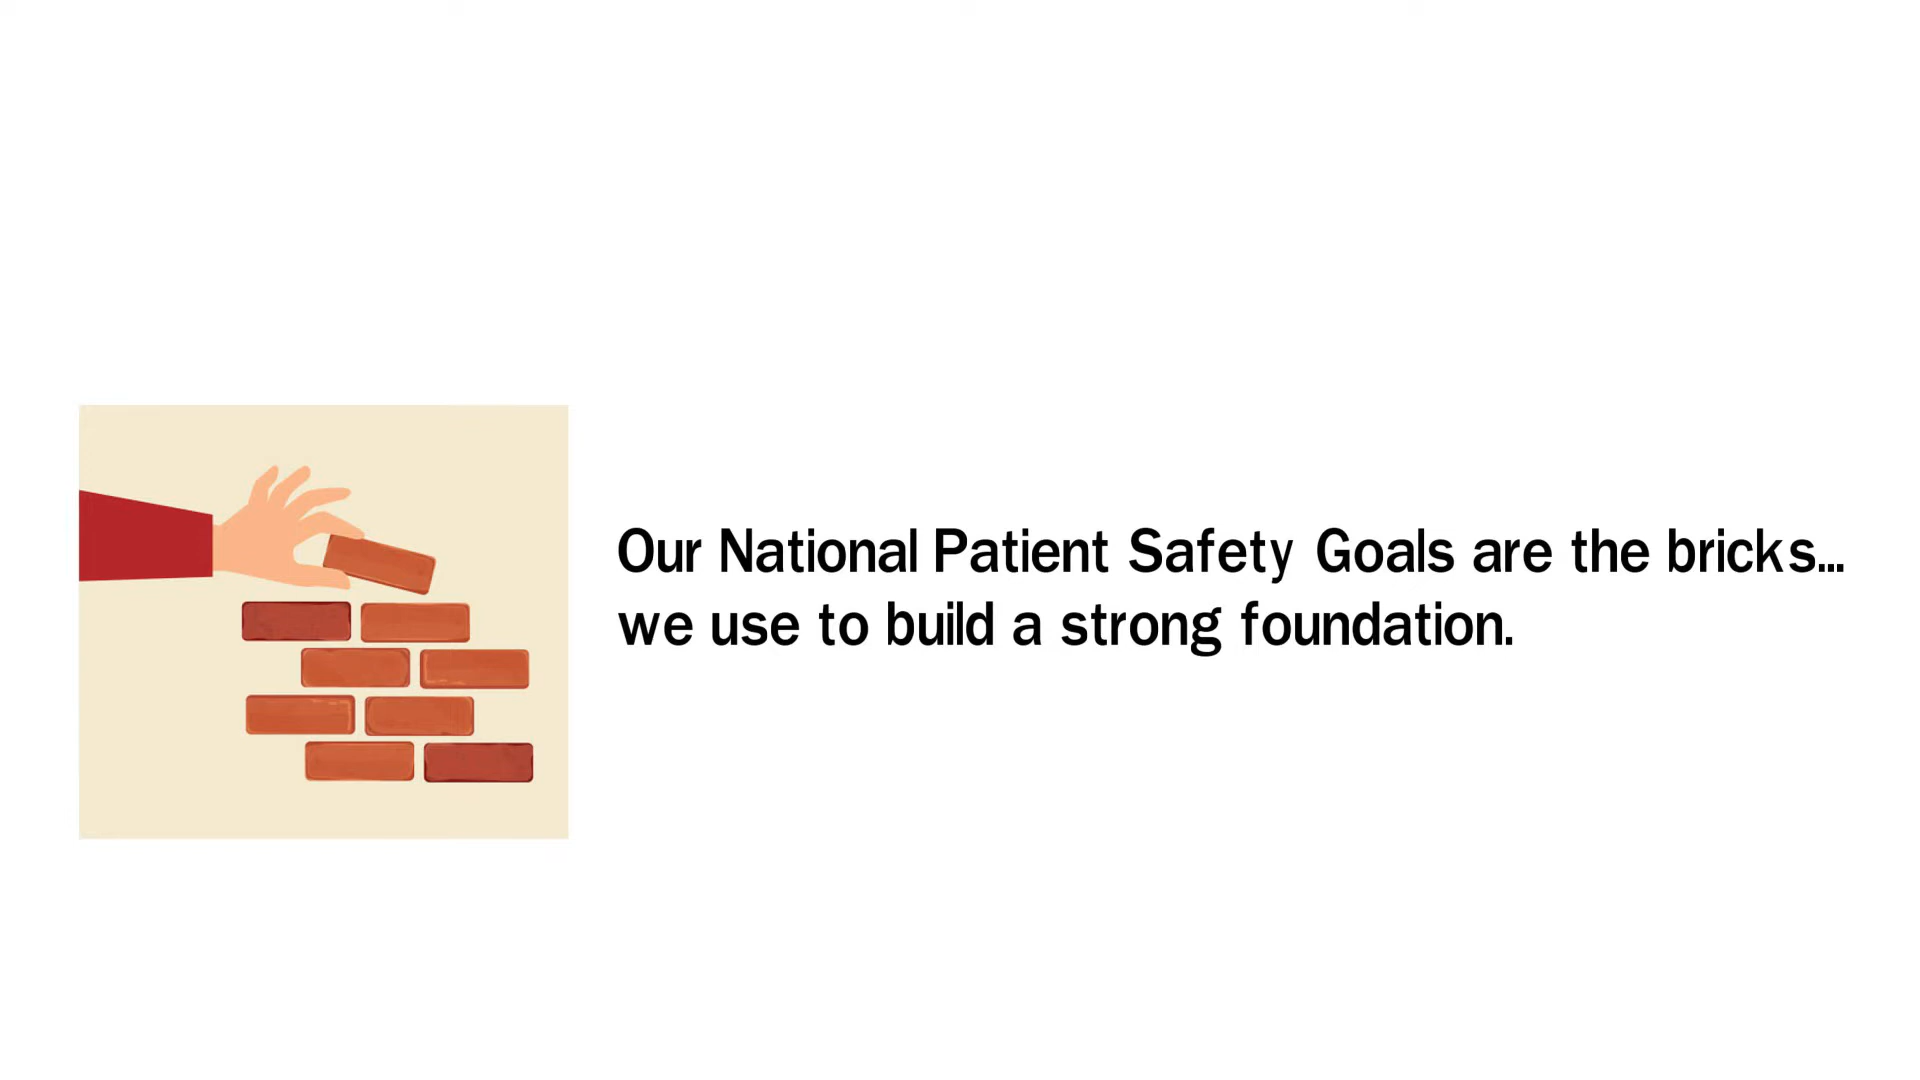 Our National Patient Safety Goals are the bricks...
we use to build a strong foundation.